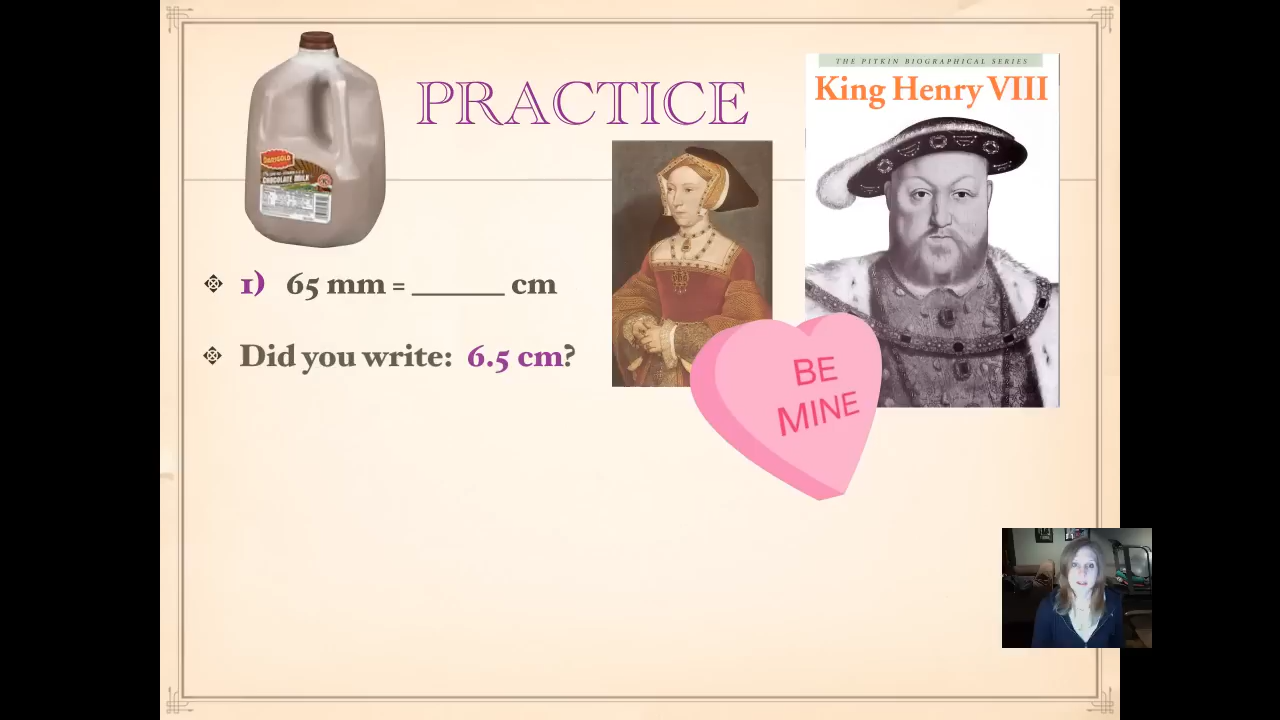 PRACTICE
DARIGOLD
CHOCOLATE MILK
THE PITKIN BIOGRAPHICAL SERIES
King Henry VIII
1) 65 mm = ______ cm
Did you write: 6.5 cm?
BE
MINE